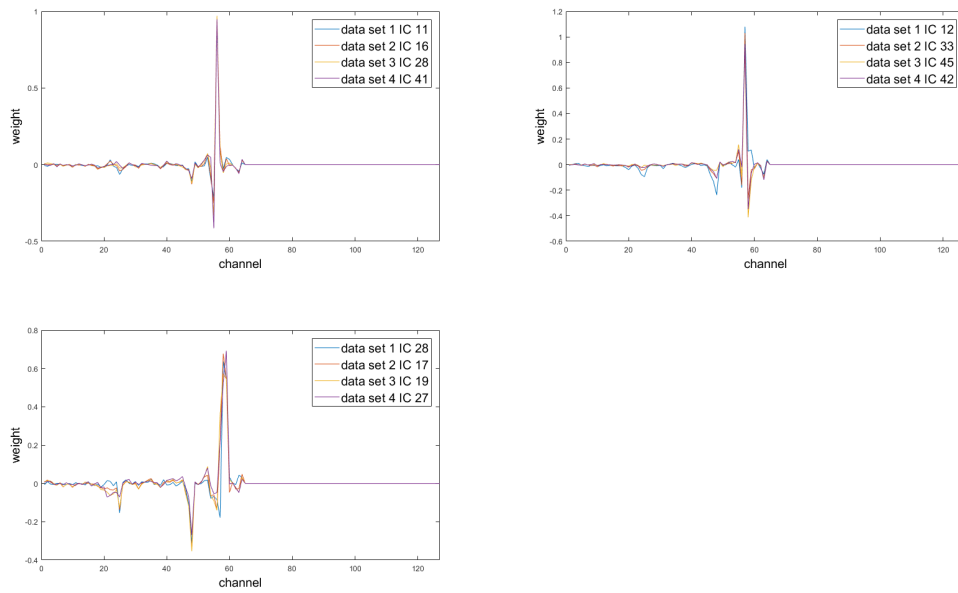 1
0.5
0
-0.5
weight
0 20 40 60 80 100 120
channel
data set 1 IC 11
data set 2 IC 16
data set 3 IC 28
data set 4 IC 41
1.2
1
0.8
0.6
0.4
0.2
0
-0.2
-0.4
-0.6
weight
0 20 40 60 80 100 120
channel
data set 1 IC 12
data set 2 IC 33
data set 3 IC 45
data set 4 IC 42
0.8
0.6
0.4
0.2
0
-0.2
-0.4
weight
0 20 40 60 80 100 120
channel
data set 1 IC 28
data set 2 IC 17
data set 3 IC 19
data set 4 IC 27